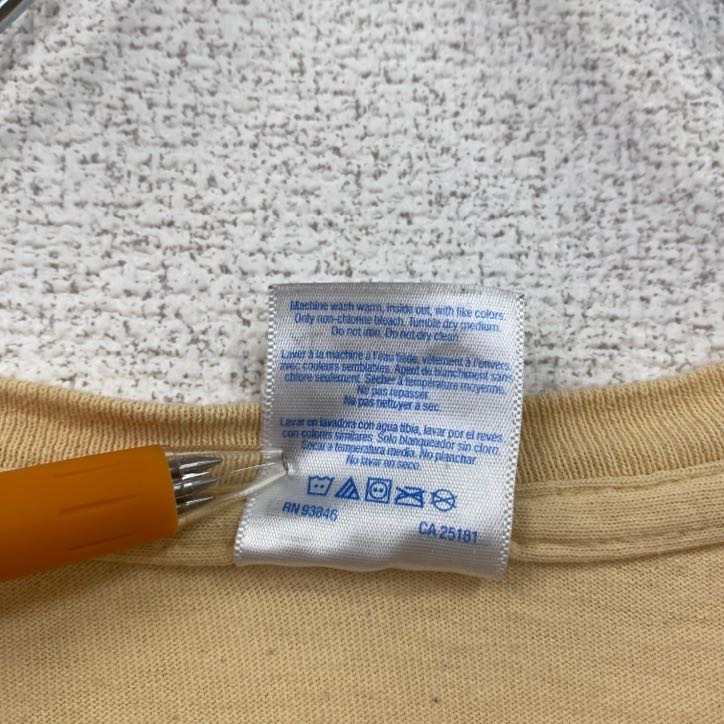 Machine wash warm, inside out, with like colors.
Only non-chlorine bleach. Tumble dry medium.
Do not iron. Do not dry clean.
Laver à la machine à l'eau tiède, vêtement à l'envers
avec couleurs semblables. Agent de blanchiment sans
chlore seulement. Sécher à température moyenne.
Ne pas repasser.
Ne pas nettoyer à sec.
Lavar en lavadora con agua tibia, lavar por el revés
con colores similares. Solo blanqueador sin cloro.
Secar a temperatura media. No planchar
No lavar en seco.
RN 93846
CA 25181